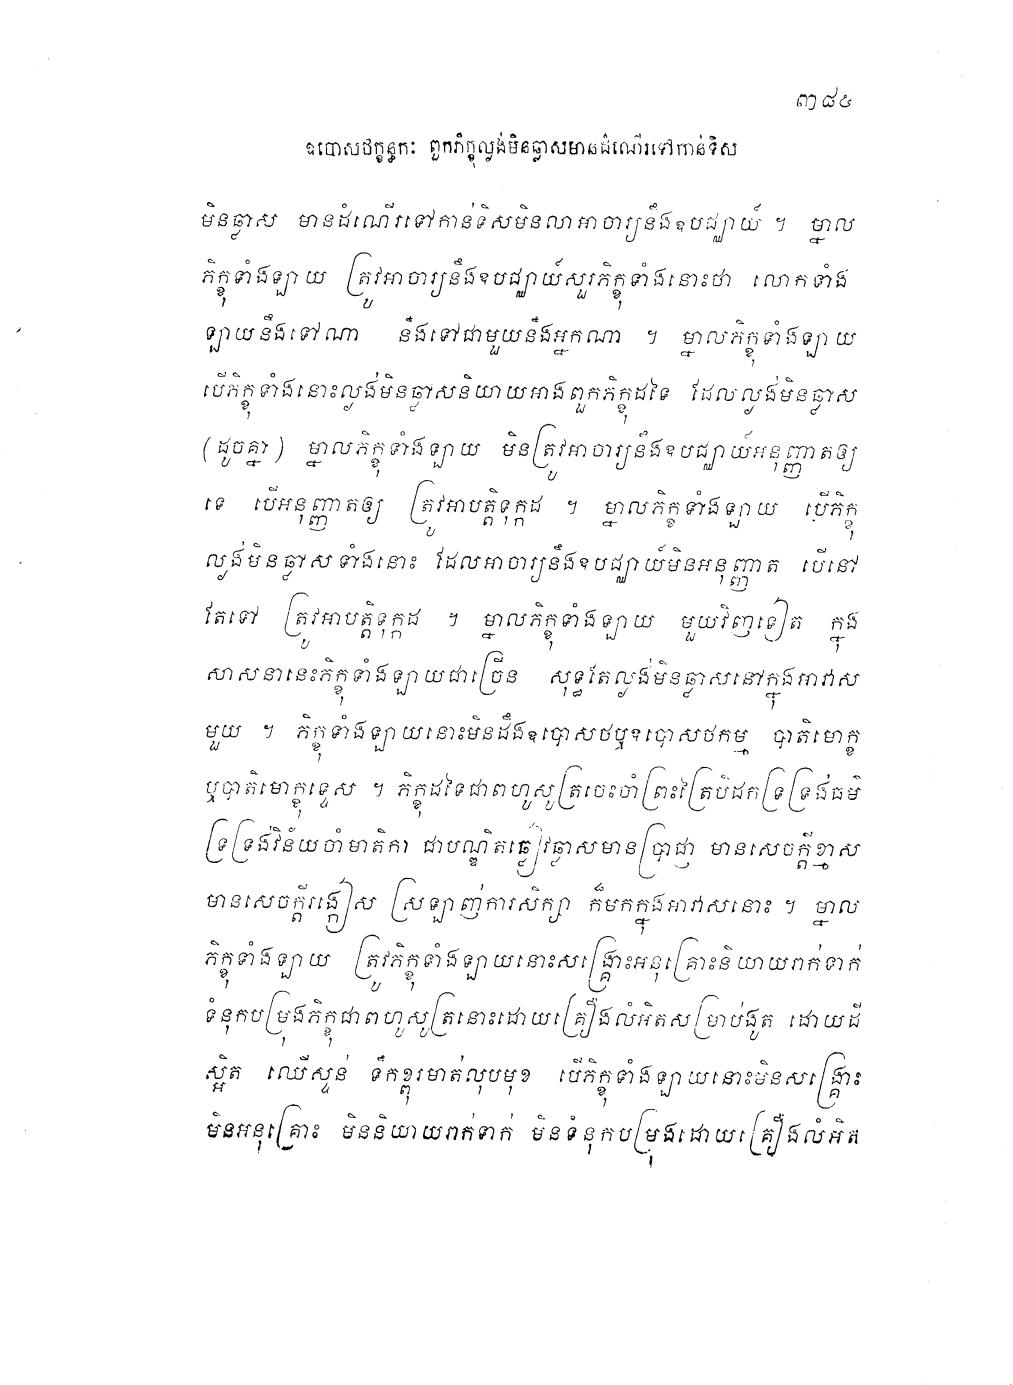 ៣៨៤
ឧបោសថក្ខន្ធកៈ ពួកភិក្ខុល្ងង់មិនឆ្លាសមានដំណើរទៅកាន់ទិស
មិនឆ្លាស មានដំណើរទៅកាន់ទិសមិនលាអាចារ្យនឹងឧបជ្ឈាយ៍ ។ ម្នាល
ភិក្ខុទាំងឡាយ ត្រូវអាចារ្យនឹងឧបជ្ឈាយ៍សួរភិក្ខុទាំងនោះថា លោកទាំង
ឡាយនឹងទៅណា នឹងទៅជាមួយនឹងអ្នកណា ។ ម្នាលភិក្ខុទាំងឡាយ
បើភិក្ខុទាំងនោះល្ងង់មិនឆ្លាសនិយាយអាងពួកភិក្ខុដទៃ ដែលល្ងង់មិនឆ្លាស
(ដូចគ្នា) ម្នាលភិក្ខុទាំងឡាយ មិនត្រូវអាចារ្យនឹងឧបជ្ឈាយ៍អនុញ្ញាតឲ្យ
ទេ បើអនុញ្ញាតឲ្យ ត្រូវអាបត្តិទុក្កដ ។ ម្នាលភិក្ខុទាំងឡាយ បើភិក្ខុ
ល្ងង់មិនឆ្លាសទាំងនោះ ដែលអាចារ្យនឹងឧបជ្ឈាយ៍មិនអនុញ្ញាត បើនៅ
តែទៅ ត្រូវអាបត្តិទុក្កដ ។ ម្នាលភិក្ខុទាំងឡាយ មួយវិញទៀត ក្នុង
សាសនានេះភិក្ខុទាំងឡាយជាច្រើន សុទ្ធតែល្ងង់មិនឆ្លាសនៅក្នុងអាវាស
មួយ ។ ភិក្ខុទាំងឡាយនោះមិនដឹងឧបោសថឬឧបោសថកម្ម បាតិមោក្ខ
ឬបាតិមោក្ខុទ្ទេស ។ ភិក្ខុដទៃជាពហូសូត្រចេះចាំព្រះត្រៃបិដកទ្រទ្រង់ធម៌
ទ្រទ្រង់វិន័យចាំមាតិកា ជាបណ្ឌិតឆ្លៀវឆ្លាសមានប្រាជ្ញា មានសេចក្តីខ្មាស
មានសេចក្តីរង្កៀស ស្រឡាញ់ការសិក្សា ក៏មកក្នុងអាវាសនោះ ។ ម្នាល
ភិក្ខុទាំងឡាយ ត្រូវភិក្ខុទាំងឡាយនោះសង្គ្រោះអនុគ្រោះនិយាយរាក់ទាក់
ទំនុកបម្រុងភិក្ខុជាពហូសូត្រនោះដោយគ្រឿងលំអិតសម្រាប់ងូត ដោយដី
ស្អិត ឈើស្ទន់ ទឹកខ្ពុរមាត់លុបមុខ បើភិក្ខុទាំងឡាយនោះមិនសង្គ្រោះ
មិនអនុគ្រោះ មិននិយាយរាក់ទាក់ មិនទំនុកបម្រុងដោយគ្រឿងលំអិត